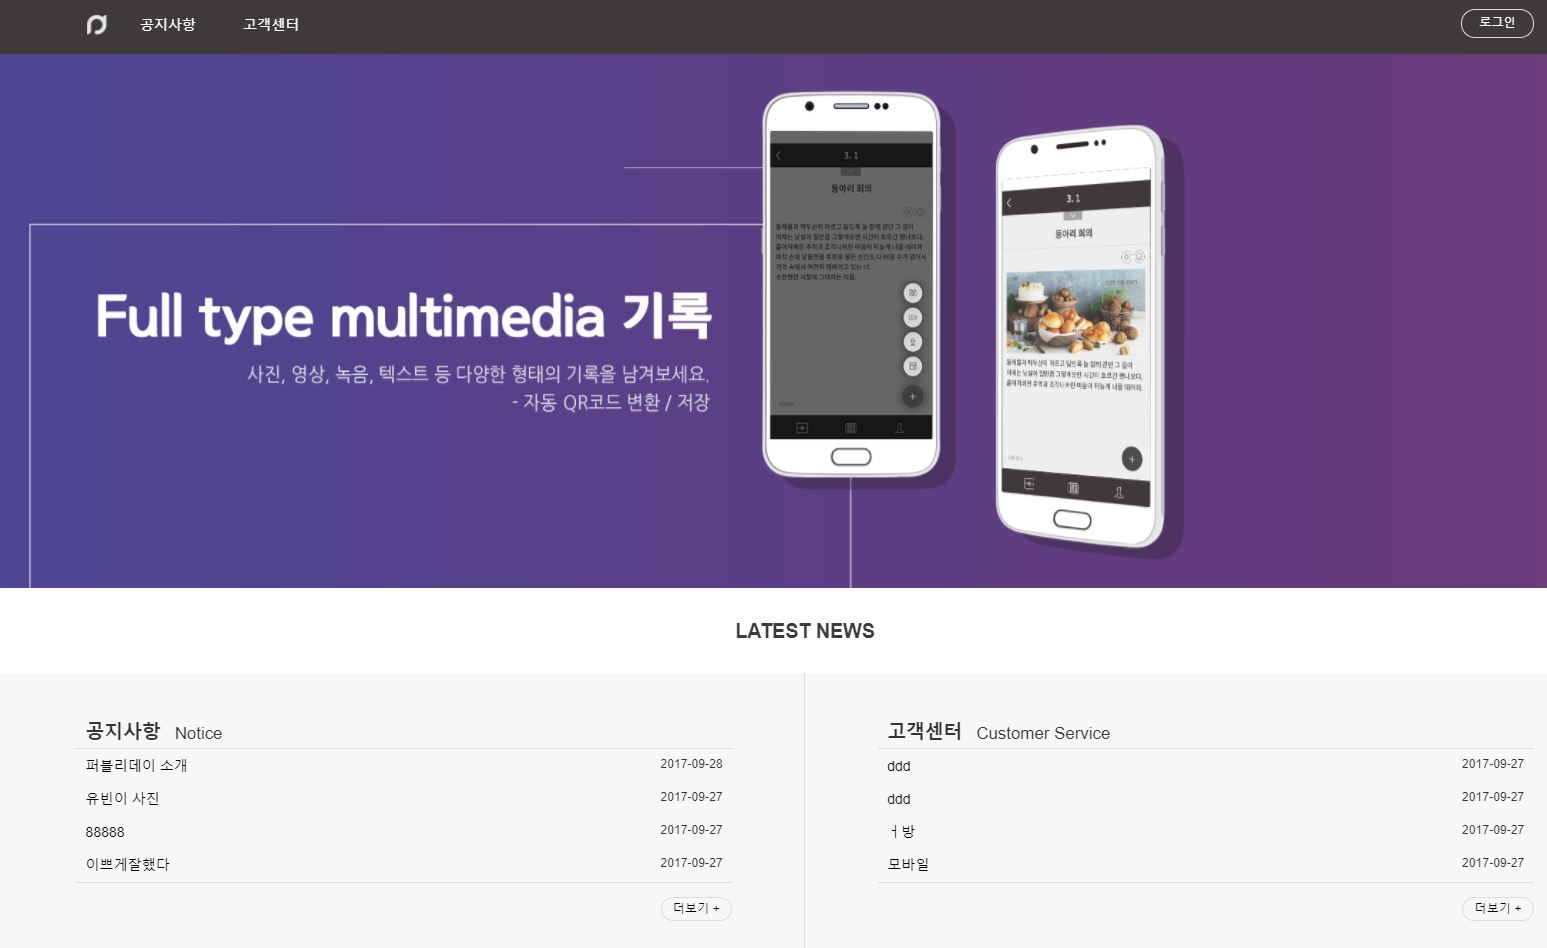 공지사항 고객센터 로그인
3. 1
동아리 회의
3. 1
동아리 회의
Full type multimedia 기록
사진, 영상, 녹음, 텍스트 등 다양한 형태의 기록을 남겨보세요.
- 자동 QR코드 변환 / 저장
LATEST NEWS
공지사항 Notice
퍼블리데이 소개 2017-09-28
유빈이 사진 2017-09-27
88888 2017-09-27
이쁘게잘했다 2017-09-27
더보기 +
고객센터 Customer Service
ddd 2017-09-27
ddd 2017-09-27
ㅓ방 2017-09-27
모바일 2017-09-27
더보기 +